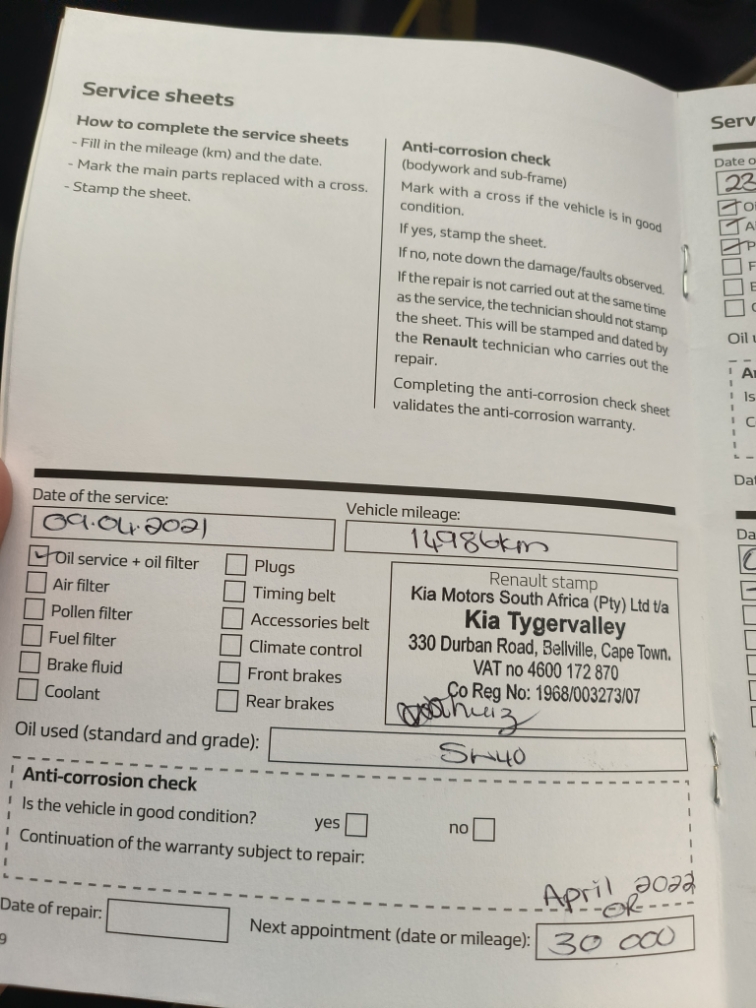 Service sheets
How to complete the service sheets
- Fill in the mileage (km) and the date.
- Mark the main parts replaced with a cross.
- Stamp the sheet.
Anti-corrosion check
(bodywork and sub-frame)
Mark with a cross if the vehicle is in good
condition.
If yes, stamp the sheet.
If no, note down the damage/faults observed.
If the repair is not carried out at the same time
as the service, the technician should not stamp
the sheet. This will be stamped and dated by
the Renault technician who carries out the
repair.
Completing the anti-corrosion check sheet
validates the anti-corrosion warranty.
Date of the service:
09.04.2021
Vehicle mileage:
14986km
Oil service + oil filter
Air filter
Pollen filter
Fuel filter
Brake fluid
Coolant
Plugs
Timing belt
Accessories belt
Climate control
Front brakes
Rear brakes
Renault stamp
Kia Motors South Africa (Pty) Ltd t/a
Kia Tygervalley
330 Durban Road, Bellville, Cape Town.
VAT no 4600 172 870
Co Reg No: 1968/003273/07
Oil used (standard and grade):
5W40
Anti-corrosion check
Is the vehicle in good condition?
yes
no
Continuation of the warranty subject to repair:
Date of repair:
April 2022
OR
Next appointment (date or mileage):
30 000
9
Serv
Date o
23
Oil u
Is
Dat
Da